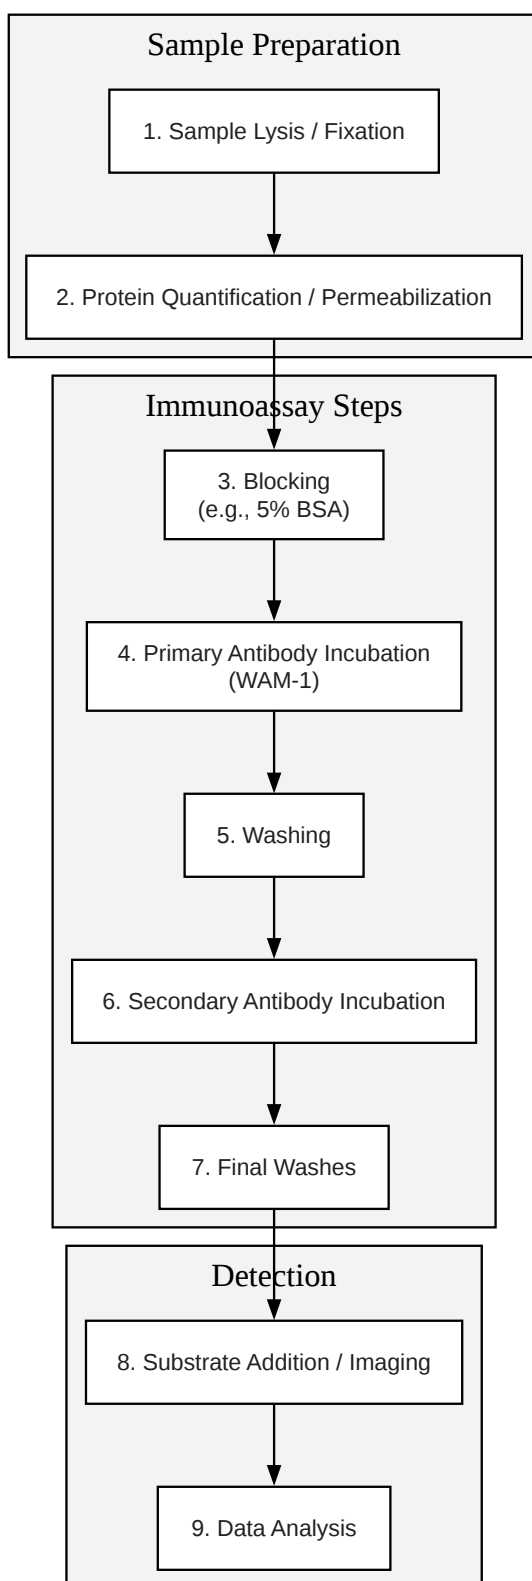 Sample Preparation
1. Sample Lysis / Fixation
2. Protein Quantification / Permeabilization
Immunoassay Steps
3. Blocking
(e.g., 5% BSA)
4. Primary Antibody Incubation
(WAM-1)
5. Washing
6. Secondary Antibody Incubation
7. Final Washes
Detection
8. Substrate Addition / Imaging
9. Data Analysis